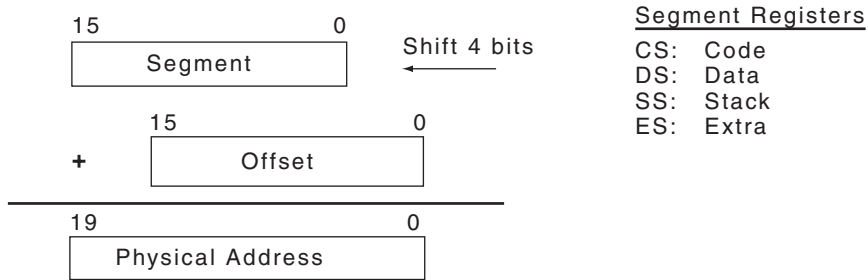 15 0
Segment
Shift 4 bits
15 0
+ Offset
19 0
Physical Address
Segment Registers
CS: Code
DS: Data
SS: Stack
ES: Extra